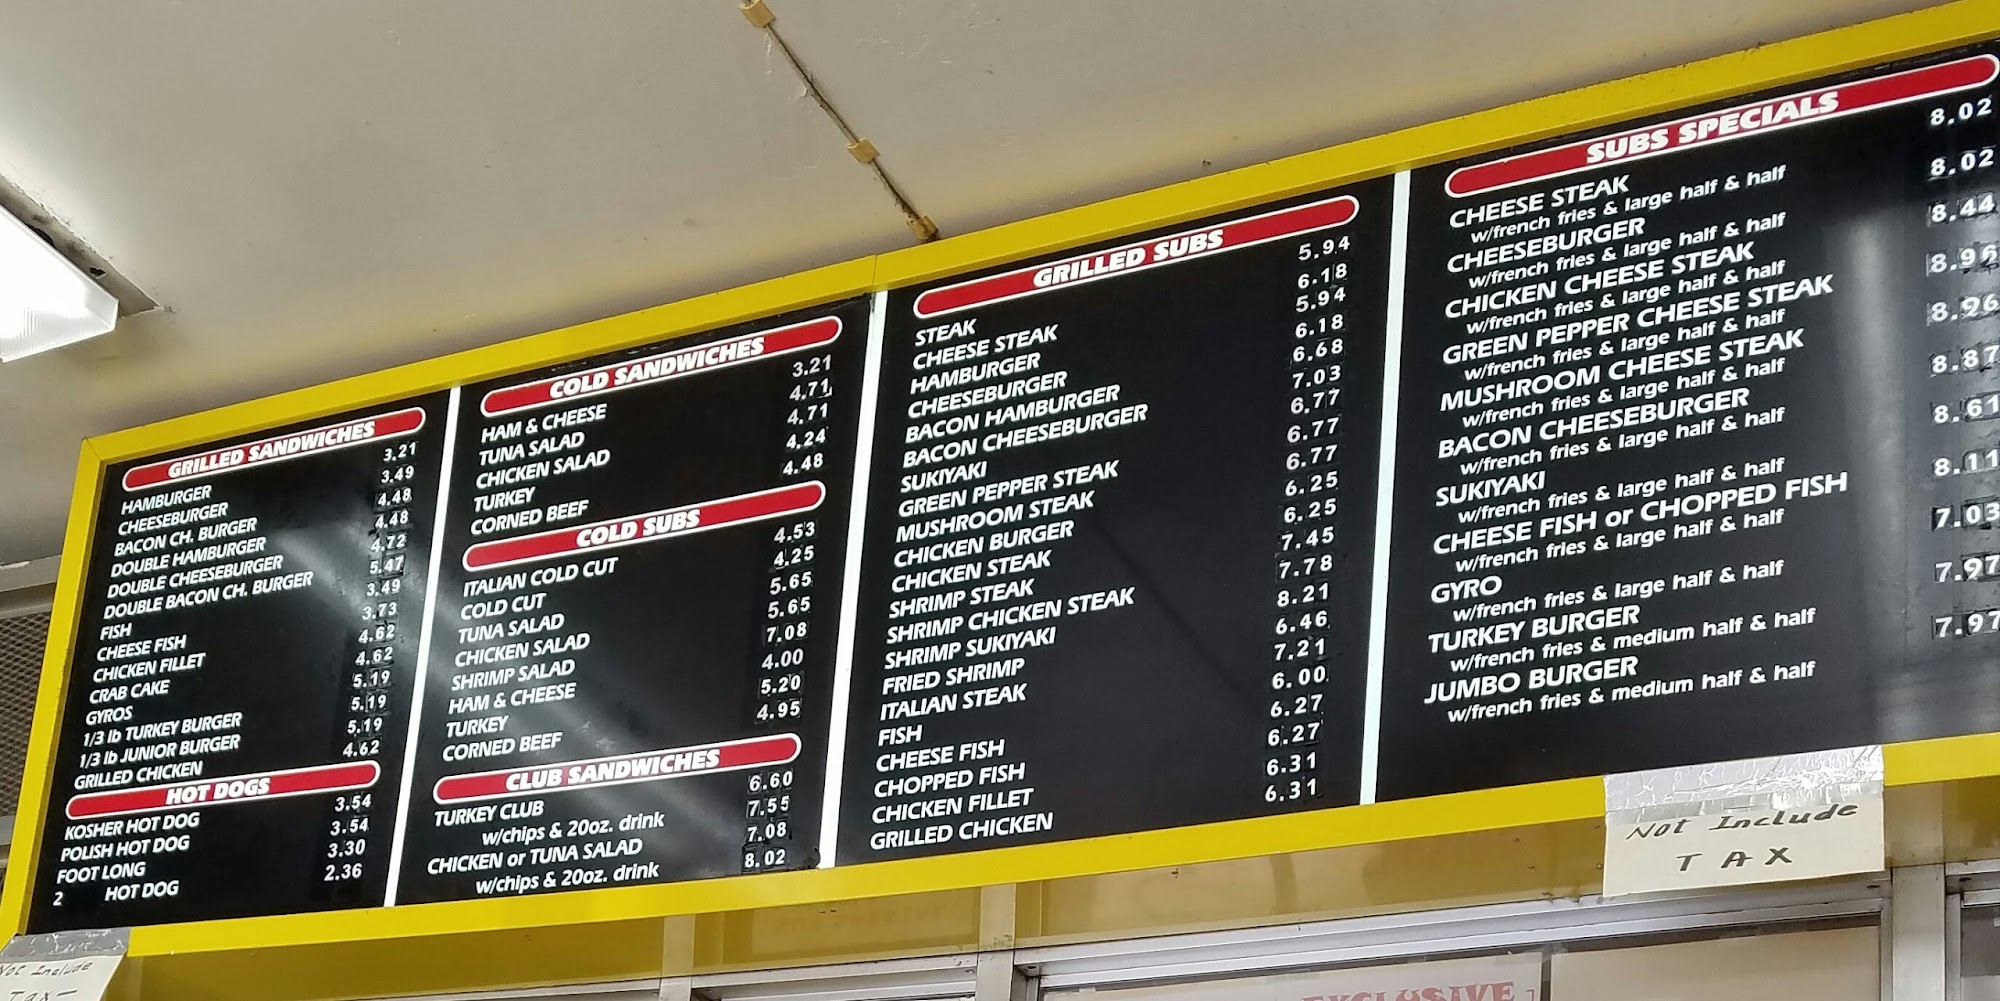 GRILLED SANDWICHES
HAMBURGER 3.21
CHEESEBURGER 3.49
BACON CH. BURGER 4.48
DOUBLE HAMBURGER 4.48
DOUBLE CHEESEBURGER 4.72
DOUBLE BACON CH. BURGER 5.47
FISH 3.49
CHEESE FISH 3.73
CHICKEN FILLET 4.62
CRAB CAKE 4.62
GYROS 5.19
1/3 lb TURKEY BURGER 5.19
1/3 lb JUNIOR BURGER 5.19
GRILLED CHICKEN 4.62
HOT DOGS
KOSHER HOT DOG 3.54
POLISH HOT DOG 3.54
FOOT LONG 3.30
2 HOT DOG 2.36
COLD SANDWICHES
HAM & CHEESE 3.21
TUNA SALAD 4.71
CHICKEN SALAD 4.71
TURKEY 4.24
CORNED BEEF 4.48
COLD SUBS
ITALIAN COLD CUT 4.53
COLD CUT 4.25
TUNA SALAD 5.65
CHICKEN SALAD 5.65
SHRIMP SALAD 7.08
HAM & CHEESE 4.00
TURKEY 5.20
CORNED BEEF 4.95
CLUB SANDWICHES
TURKEY CLUB 6.60
w/chips & 20oz. drink 7.55
CHICKEN or TUNA SALAD 7.08
w/chips & 20oz. drink 8.02
GRILLED SUBS
STEAK 5.94
CHEESE STEAK 6.18
HAMBURGER 5.94
CHEESEBURGER 6.18
BACON HAMBURGER 6.68
BACON CHEESEBURGER 7.03
SUKIYAKI 6.77
GREEN PEPPER STEAK 6.77
MUSHROOM STEAK 6.77
CHICKEN BURGER 6.25
CHICKEN STEAK 6.25
SHRIMP STEAK 7.45
SHRIMP CHICKEN STEAK 7.78
SHRIMP SUKIYAKI 8.21
FRIED SHRIMP 6.46
ITALIAN STEAK 7.21
FISH 6.00
CHEESE FISH 6.27
CHOPPED FISH 6.27
CHICKEN FILLET 6.31
GRILLED CHICKEN 6.31
SUBS SPECIALS
CHEESE STEAK 8.02
w/french fries & large half & half
CHEESEBURGER 8.02
w/french fries & large half & half
CHICKEN CHEESE STEAK 8.44
w/french fries & large half & half
GREEN PEPPER CHEESE STEAK 8.96
w/french fries & large half & half
MUSHROOM CHEESE STEAK 8.96
w/french fries & large half & half
BACON CHEESEBURGER 8.87
w/french fries & large half & half
SUKIYAKI 8.61
w/french fries & large half & half
CHEESE FISH or CHOPPED FISH 8.11
w/french fries & large half & half
GYRO 7.03
w/french fries & large half & half
TURKEY BURGER 7.97
w/french fries & medium half & half
JUMBO BURGER 7.97
w/french fries & medium half & half
Not Include
TAX
Not Include
Tax
EXCLUSIVE